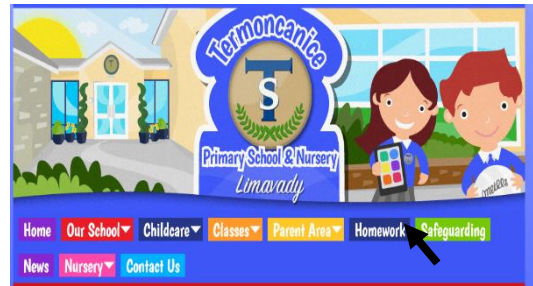 Termoncanice
TS
Primary School & Nursery
Limavady
O'Neills
Home Our School Childcare Classes Parent Area Homework Safeguarding
News Nursery Contact Us